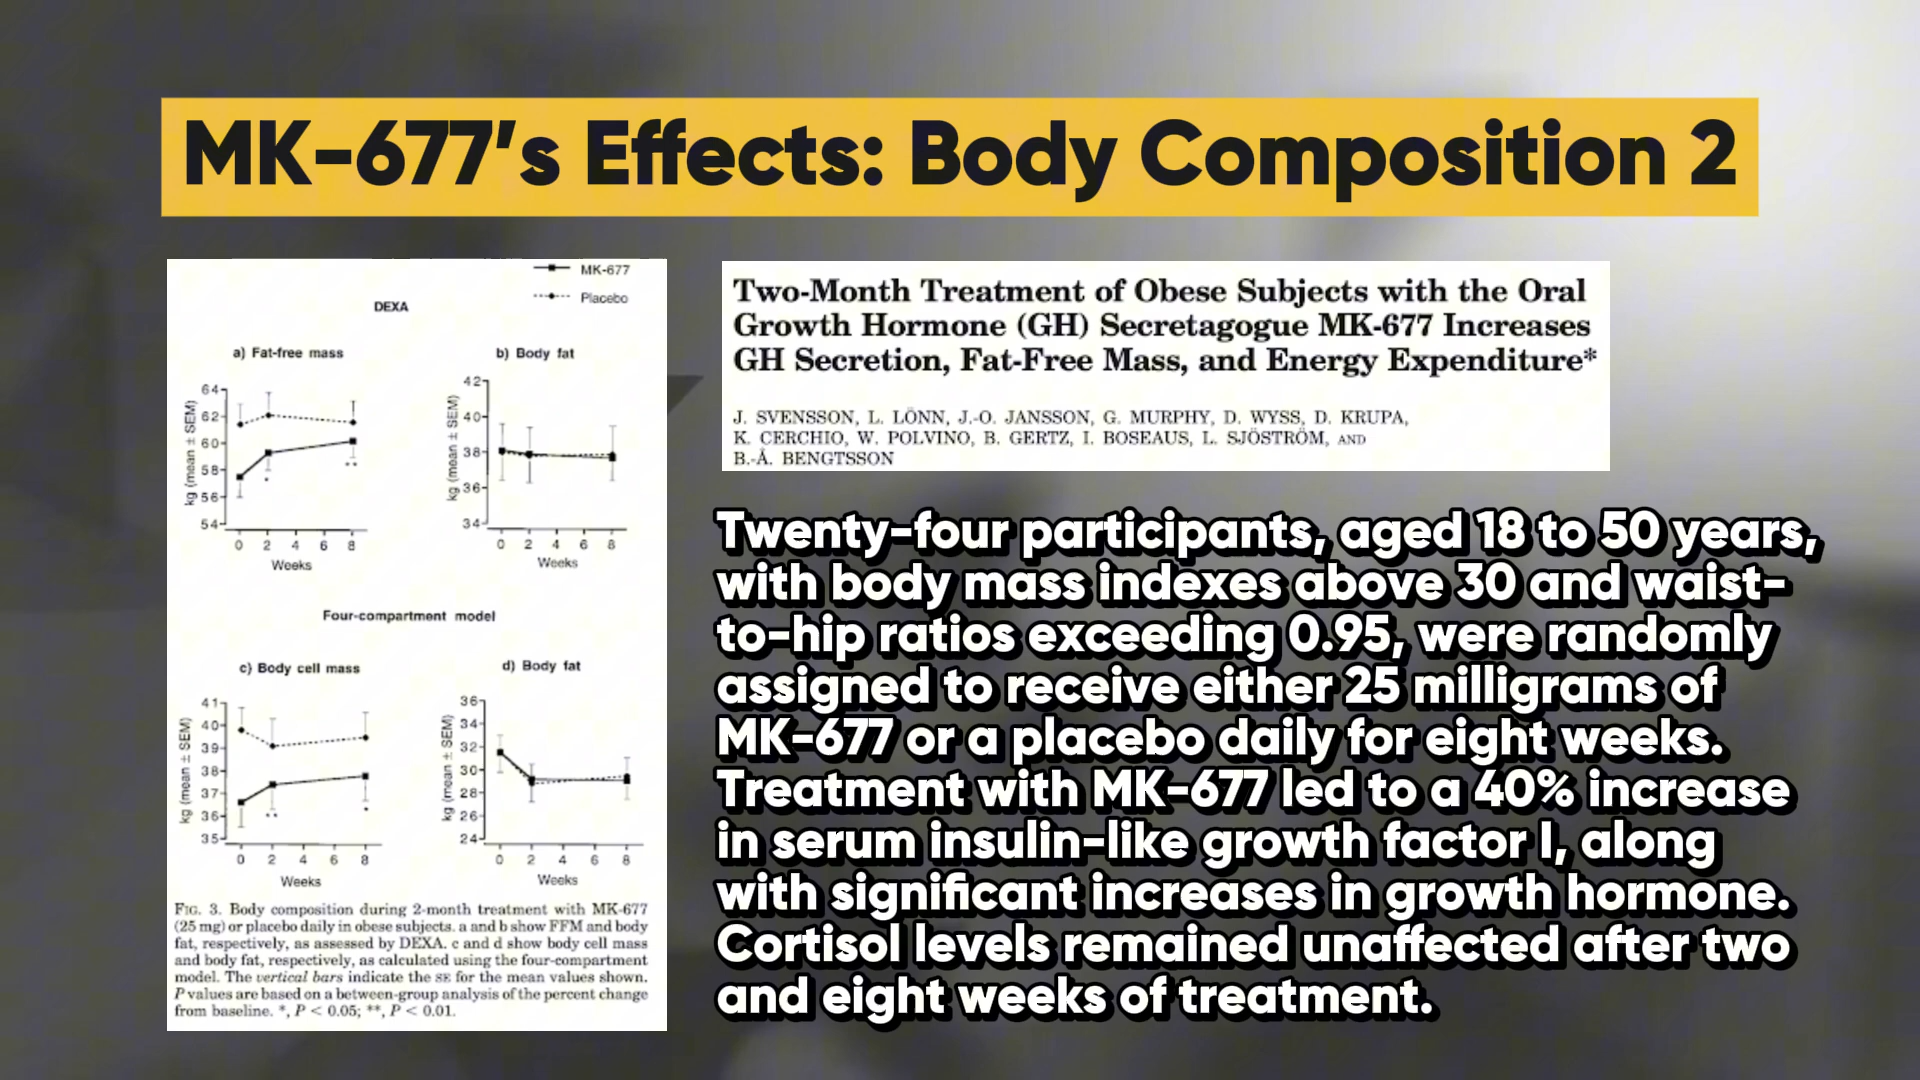 MK-677's Effects: Body Composition 2
MK-677
Placebo
DEXA
a) Fat-free mass
b) Body fat
kg (mean ± SEM)
64
62
60
58
56
54
0 2 4 6 8
Weeks
kg (mean ± SEM)
42
40
38
36
34
0 2 4 6 8
Weeks
*
**
Four-compartment model
c) Body cell mass
d) Body fat
kg (mean ± SEM)
41
40
39
38
37
36
35
0 2 4 6 8
Weeks
**
*
kg (mean ± SEM)
36
34
32
30
28
26
24
0 2 4 6 8
Weeks
FIG. 3. Body composition during 2-month treatment with MK-677
(25 mg) or placebo daily in obese subjects. a and b show FFM and body
fat, respectively, as assessed by DEXA. c and d show body cell mass
and body fat, respectively, as calculated using the four-compartment
model. The vertical bars indicate the SE for the mean values shown.
P values are based on a between-group analysis of the percent change
from baseline. *, P < 0.05; **, P < 0.01.
Two-Month Treatment of Obese Subjects with the Oral
Growth Hormone (GH) Secretagogue MK-677 Increases
GH Secretion, Fat-Free Mass, and Energy Expenditure*
J. SVENSSON, L. LÖNN, J.-O. JANSSON, G. MURPHY, D. WYSS, D. KRUPA,
K. CERCHIO, W. POLVINO, B. GERTZ, I. BOSEAUS, L. SJÖSTRÖM, AND
B.-Å. BENGTSSON
Twenty-four participants, aged 18 to 50 years,
with body mass indexes above 30 and waist-
to-hip ratios exceeding 0.95, were randomly
assigned to receive either 25 milligrams of
MK-677 or a placebo daily for eight weeks.
Treatment with MK-677 led to a 40% increase
in serum insulin-like growth factor I, along
with significant increases in growth hormone.
Cortisol levels remained unaffected after two
and eight weeks of treatment.